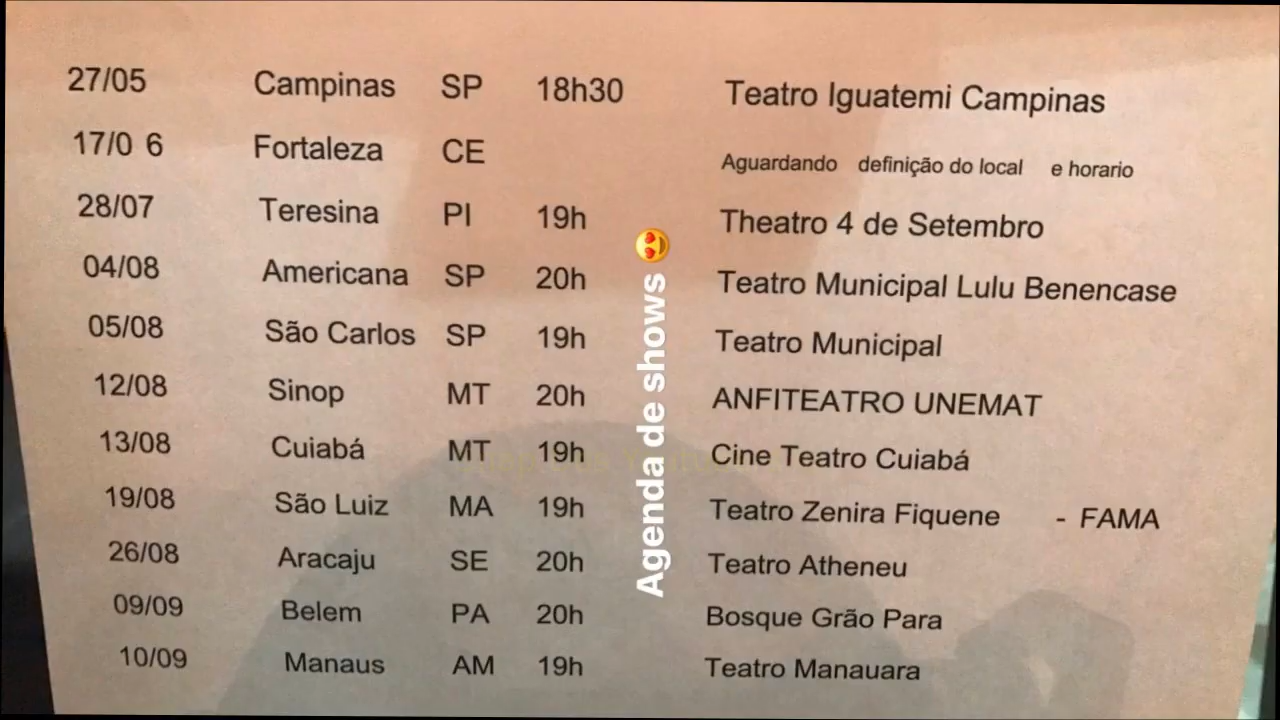 27/05 Campinas SP 18h30 Teatro Iguatemi Campinas
17/0 6 Fortaleza CE Aguardando definição do local e horario
28/07 Teresina PI 19h Theatro 4 de Setembro
04/08 Americana SP 20h Teatro Municipal Lulu Benencase
05/08 São Carlos SP 19h Teatro Municipal
12/08 Sinop MT 20h ANFITEATRO UNEMAT
13/08 Cuiabá MT 19h Cine Teatro Cuiabá
19/08 São Luiz MA 19h Teatro Zenira Fiquene - FAMA
26/08 Aracaju SE 20h Teatro Atheneu
09/09 Belem PA 20h Bosque Grão Para
10/09 Manaus AM 19h Teatro Manauara
Agenda de shows 😍